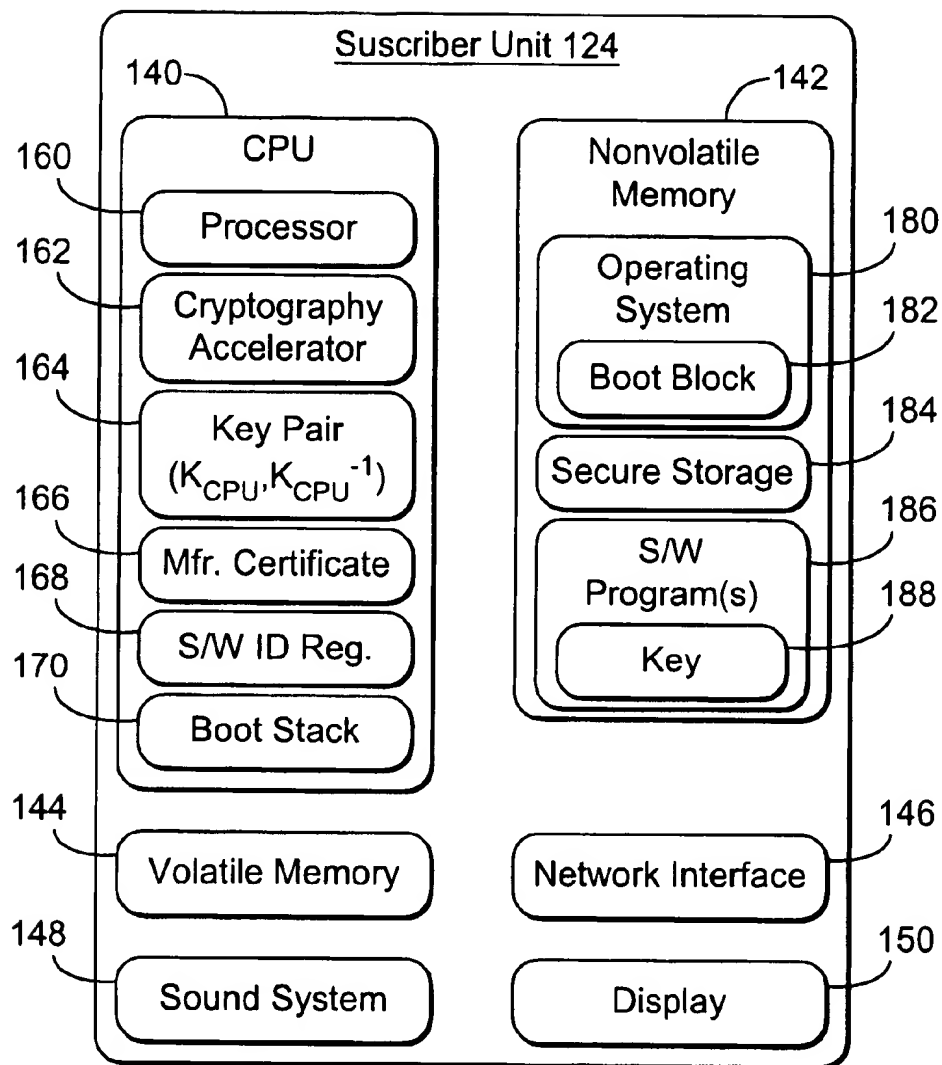 Suscriber Unit 124
140
142
CPU
160
Processor
162
Cryptography
Accelerator
164
Key Pair
(K_CPU,K_CPU^-1)
166
Mfr. Certificate
168
S/W ID Reg.
170
Boot Stack
Nonvolatile
Memory
180
Operating
System
182
Boot Block
184
Secure Storage
186
S/W
Program(s)
188
Key
144
Volatile Memory
146
Network Interface
148
Sound System
150
Display